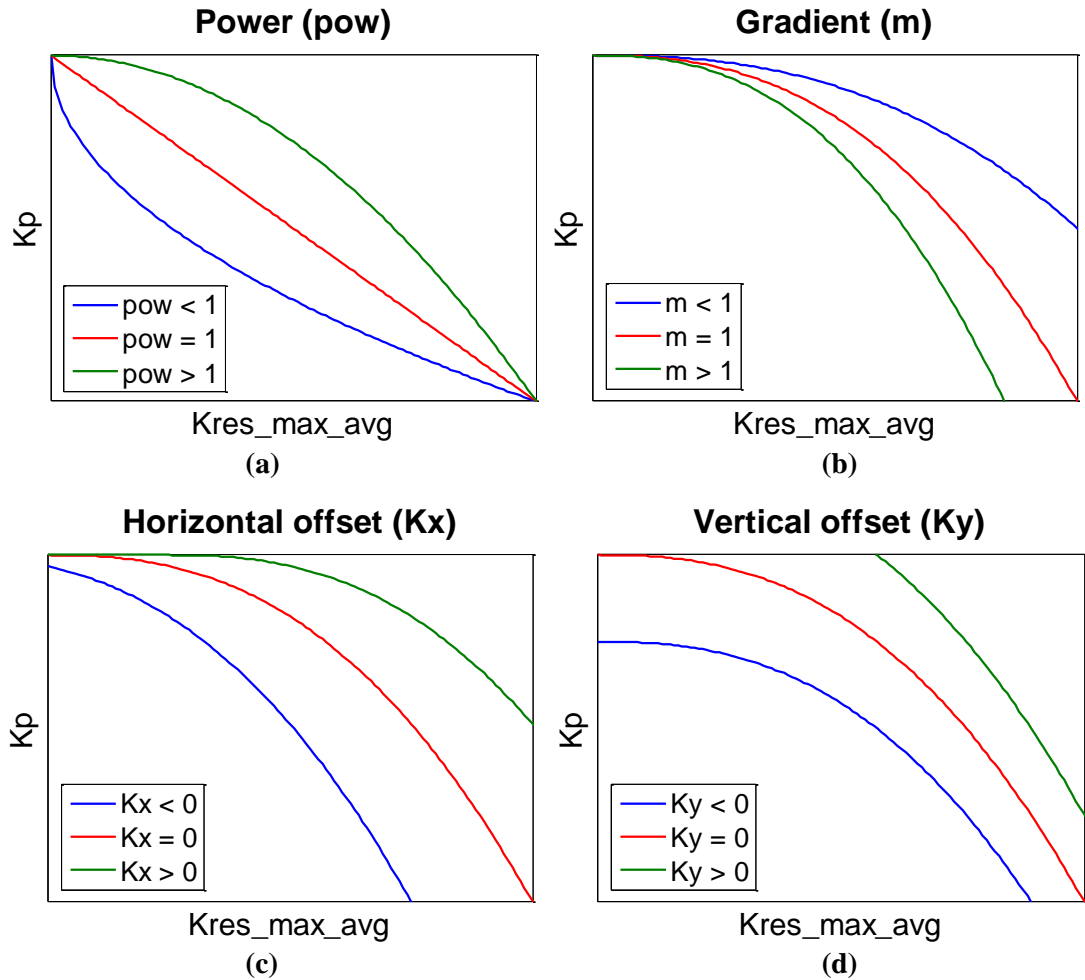 Power (pow)
Kp
pow < 1
pow = 1
pow > 1
Kres_max_avg
(a)
Gradient (m)
Kp
m < 1
m = 1
m > 1
Kres_max_avg
(b)
Horizontal offset (Kx)
Kp
Kx < 0
Kx = 0
Kx > 0
Kres_max_avg
(c)
Vertical offset (Ky)
Kp
Ky < 0
Ky = 0
Ky > 0
Kres_max_avg
(d)